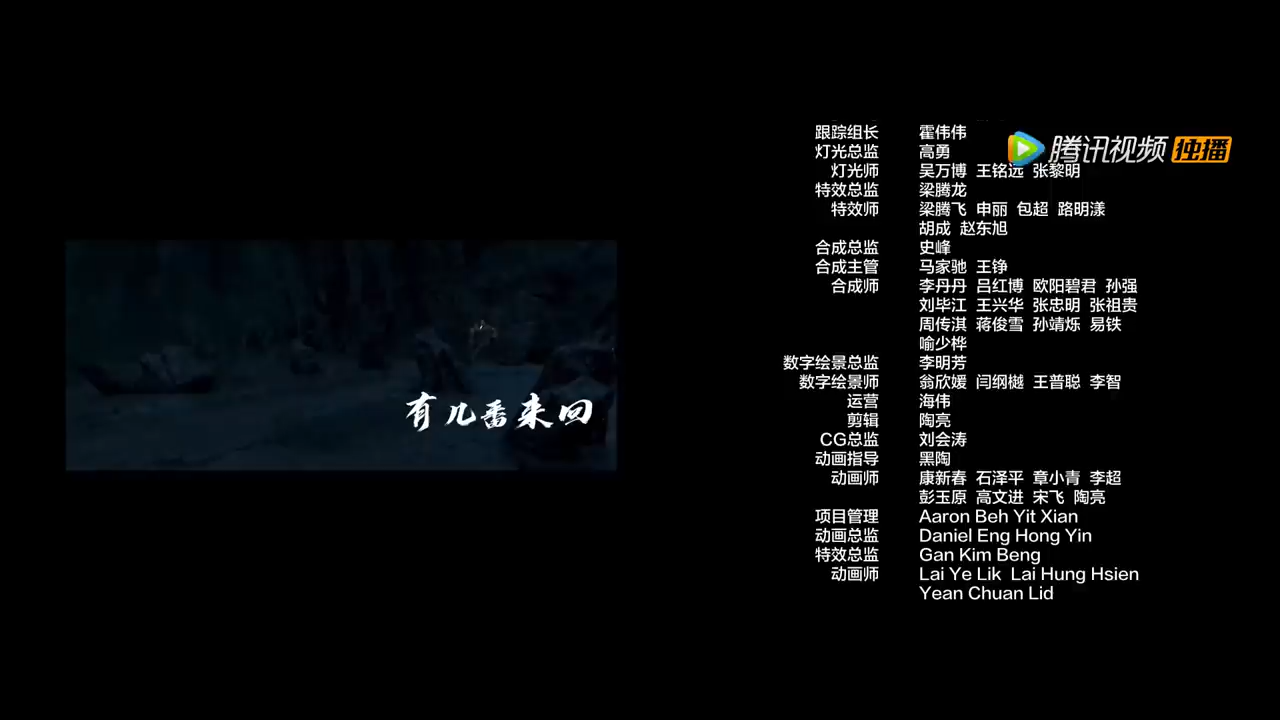 腾讯视频 独播
跟踪组长 霍伟伟
灯光总监 高勇
灯光师 吴万博 王铭远 张黎明
特效总监 梁腾龙
特效师 梁腾飞 申丽 包超 路明漾
胡成 赵东旭
合成总监 史峰
合成主管 马家驰 王铮
合成师 李丹丹 吕红博 欧阳碧君 孙强
刘毕江 王兴华 张忠明 张祖贵
周传淇 蒋俊雪 孙靖烁 易铁
喻少桦
数字绘景总监 李明芳
数字绘景师 翁欣媛 闫纲樾 王普聪 李智
运营 海伟
剪辑 陶亮
CG总监 刘会涛
动画指导 黑陶
动画师 康新春 石泽平 章小青 李超
彭玉原 高文进 宋飞 陶亮
项目管理 Aaron Beh Yit Xian
动画总监 Daniel Eng Hong Yin
特效总监 Gan Kim Beng
动画师 Lai Ye Lik Lai Hung Hsien
Yean Chuan Lid
有几番来回